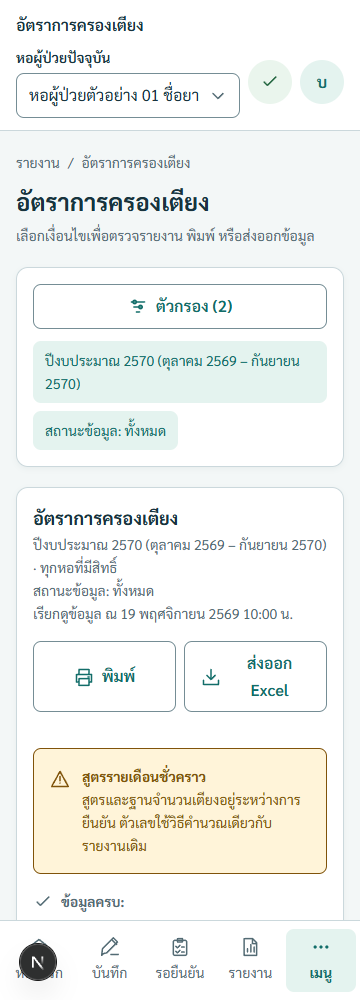 อัตราการครองเตียง
หอผู้ป่วยปัจจุบัน
หอผู้ป่วยตัวอย่าง 01 ชื่อยา
บ
รายงาน / อัตราการครองเตียง
อัตราการครองเตียง
เลือกเงื่อนไขเพื่อตรวจรายงาน พิมพ์ หรือส่งออกข้อมูล
ตัวกรอง (2)
ปีงบประมาณ 2570 (ตุลาคม 2569 – กันยายน
2570)
สถานะข้อมูล: ทั้งหมด
อัตราการครองเตียง
ปีงบประมาณ 2570 (ตุลาคม 2569 – กันยายน 2570)
· ทุกหอที่มีสิทธิ์
สถานะข้อมูล: ทั้งหมด
เรียกดูข้อมูล ณ 19 พฤศจิกายน 2569 10:00 น.
พิมพ์
ส่งออก
Excel
สูตรรายเดือนชั่วคราว
สูตรและฐานจำนวนเตียงอยู่ระหว่างการ
ยืนยัน ตัวเลขใช้วิธีคำนวณเดียวกับ
รายงานเดิม
ข้อมูลครบ:
N
บันทึก
รอยืนยัน
รายงาน
เมนู